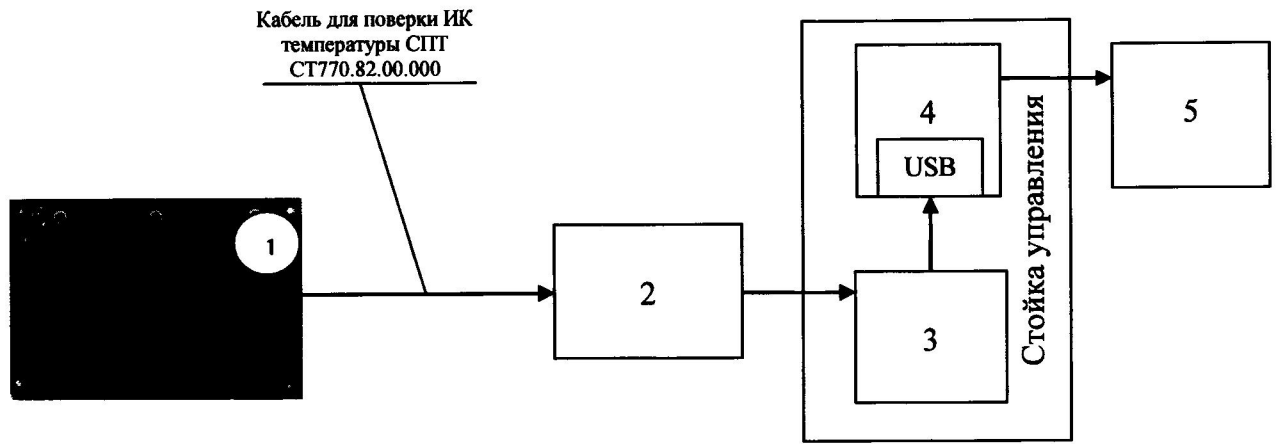 Кабель для поверки ИК
температуры СПТ
СТ770.82.00.000
1
2
3
4
USB
Стойка управления
5